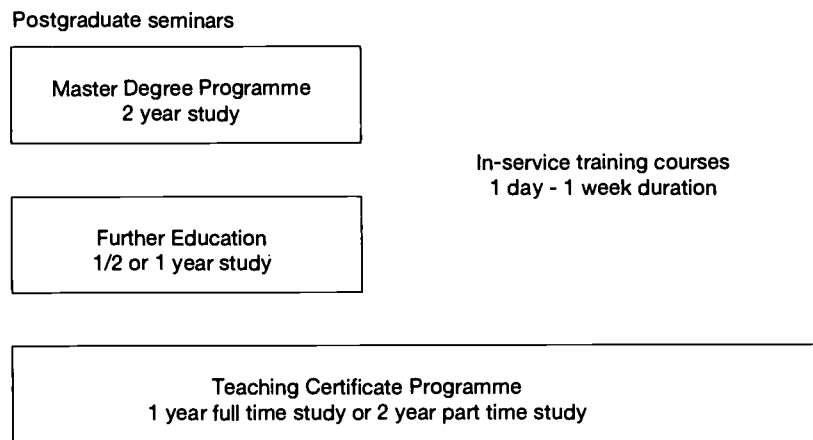 Postgraduate seminars
Master Degree Programme
2 year study
In-service training courses
1 day - 1 week duration
Further Education
1/2 or 1 year study
Teaching Certificate Programme
1 year full time study or 2 year part time study